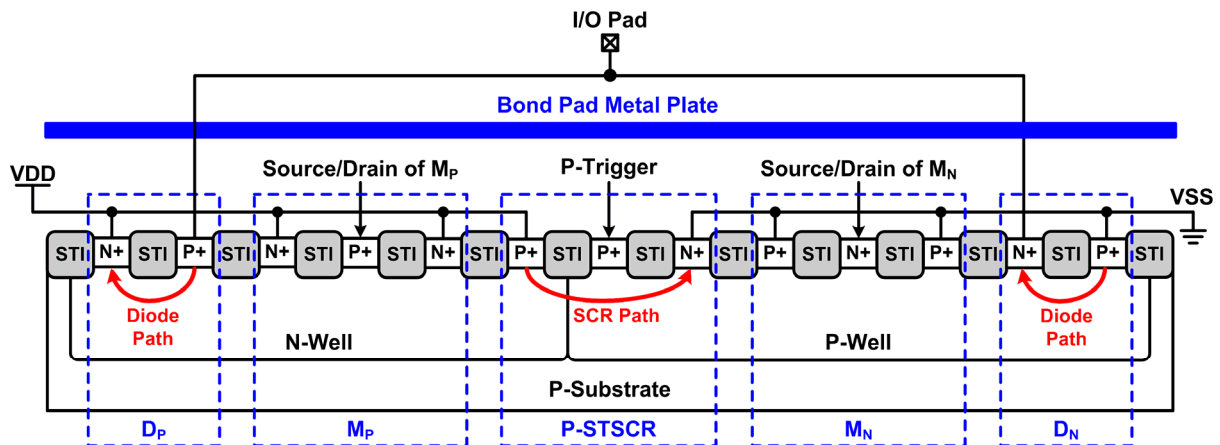 I/O Pad
Bond Pad Metal Plate
VDD
Source/Drain of MP
P-Trigger
Source/Drain of MN
VSS
STI N+ STI P+ STI N+ STI P+ STI N+ STI P+ STI P+ STI N+ STI P+ STI N+ STI P+ STI N+ STI P+ STI
Diode
Path
SCR Path
Diode
Path
N-Well
P-Well
P-Substrate
DP
MP
P-STSCR
MN
DN